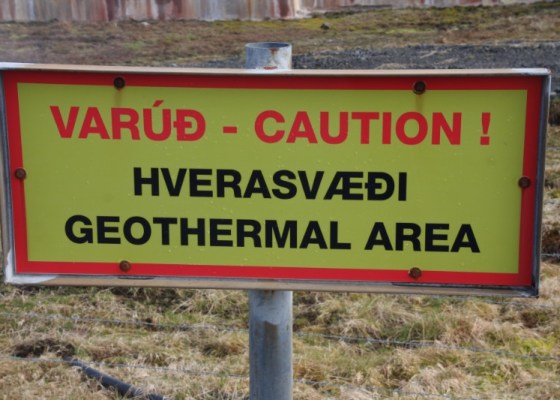 VARÚÐ - CAUTION !
HVERASVÆÐI
GEOTHERMAL AREA